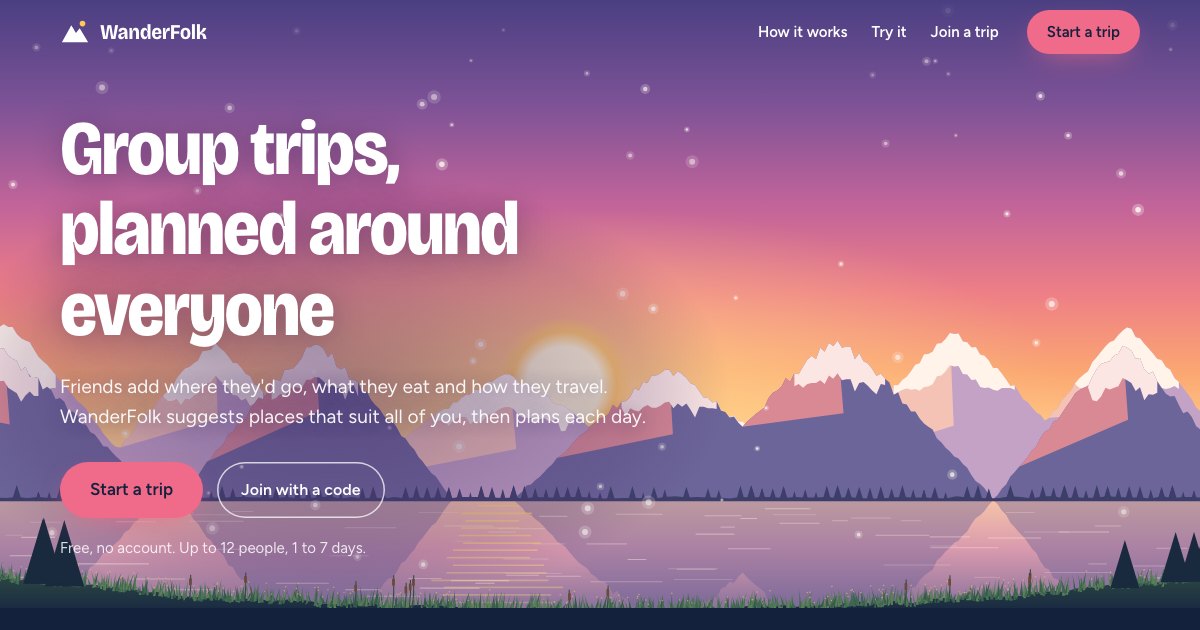 WanderFolk
How it works
Try it
Join a trip
Start a trip
Group trips,
planned around
everyone
Friends add where they'd go, what they eat and how they travel.
WanderFolk suggests places that suit all of you, then plans each day.
Start a trip
Join with a code
Free, no account. Up to 12 people, 1 to 7 days.